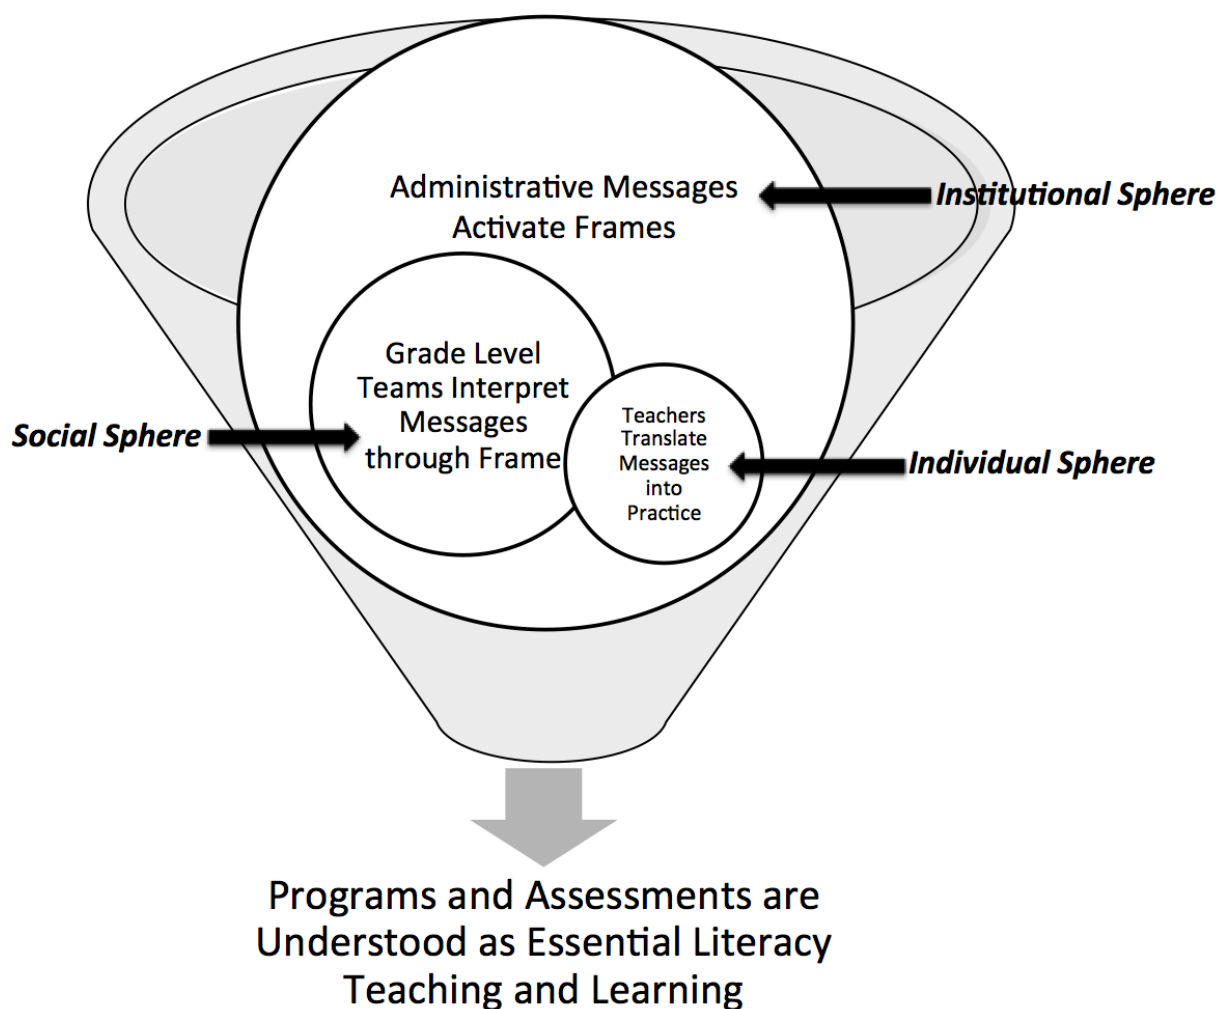 Administrative Messages
Activate Frames
Institutional Sphere
Grade Level
Teams Interpret
Messages
through Frame
Social Sphere
Teachers
Translate
Messages
into
Practice
Individual Sphere
Programs and Assessments are
Understood as Essential Literacy
Teaching and Learning